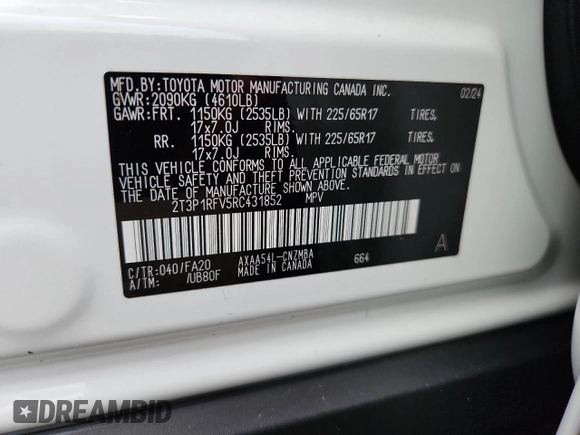 MFD. BY: TOYOTA MOTOR MANUFACTURING CANADA INC. 02/24
GVWR: 2090KG (4610LB)
GAWR: FRT. 1150KG (2535LB) WITH 225/65R17 TIRES.
17x7.0J RIMS.
RR. 1150KG (2535LB) WITH 225/65R17 TIRES.
17x7.0J RIMS.
THIS VEHICLE CONFORMS TO ALL APPLICABLE FEDERAL MOTOR
VEHICLE SAFETY AND THEFT PREVENTION STANDARDS IN EFFECT ON
THE DATE OF MANUFACTURE SHOWN ABOVE.
2T3P1RFV5RC431852 MPV
C/TR: 040/FA20 AXAA54L-CNZMBA 664 A
A/TM: /UB80F MADE IN CANADA
DREAMBID